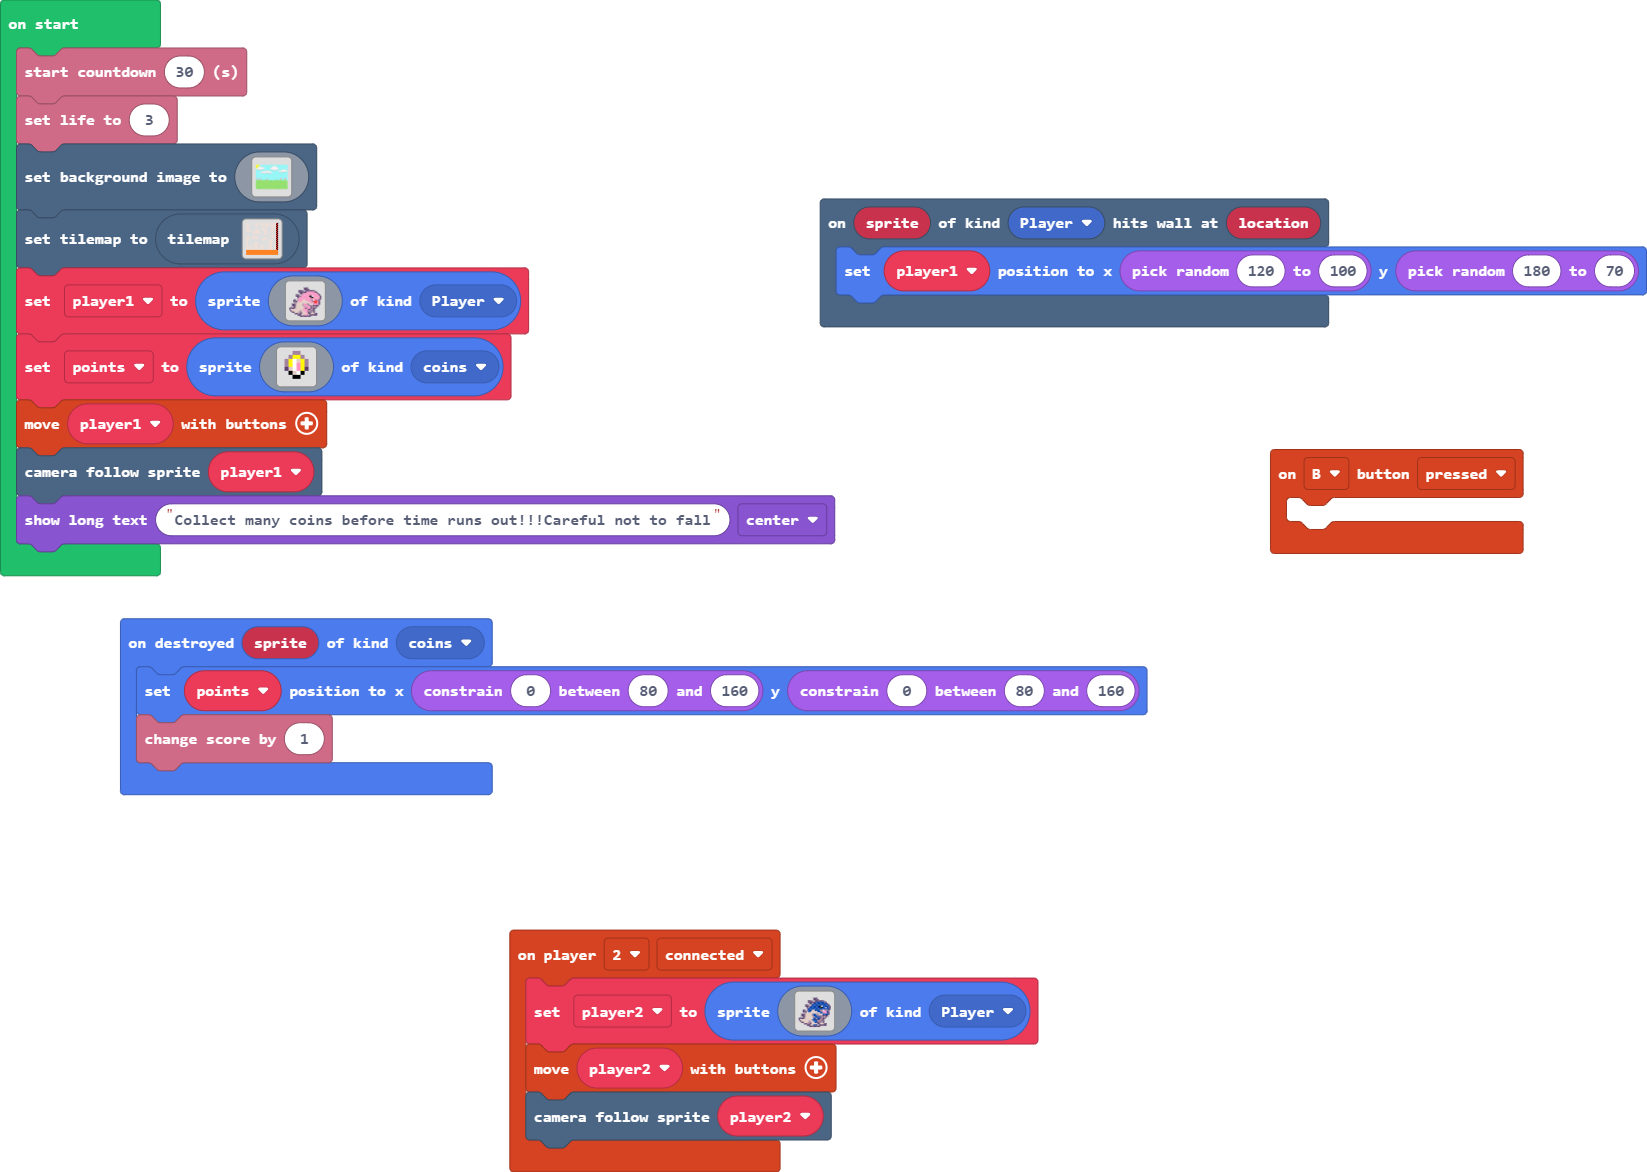 on start
start countdown 30 (s)
set life to 3
set background image to
set tilemap to tilemap
set player1 to sprite of kind Player
set points to sprite of kind coins
move player1 with buttons
camera follow sprite player1
show long text "Collect many coins before time runs out!!!Careful not to fall" center
on sprite of kind Player hits wall at location
set player1 position to x pick random 120 to 100 y pick random 180 to 70
on B button pressed
on destroyed sprite of kind coins
set points position to x constrain 0 between 80 and 160 y constrain 0 between 80 and 160
change score by 1
on player 2 connected
set player2 to sprite of kind Player
move player2 with buttons
camera follow sprite player2